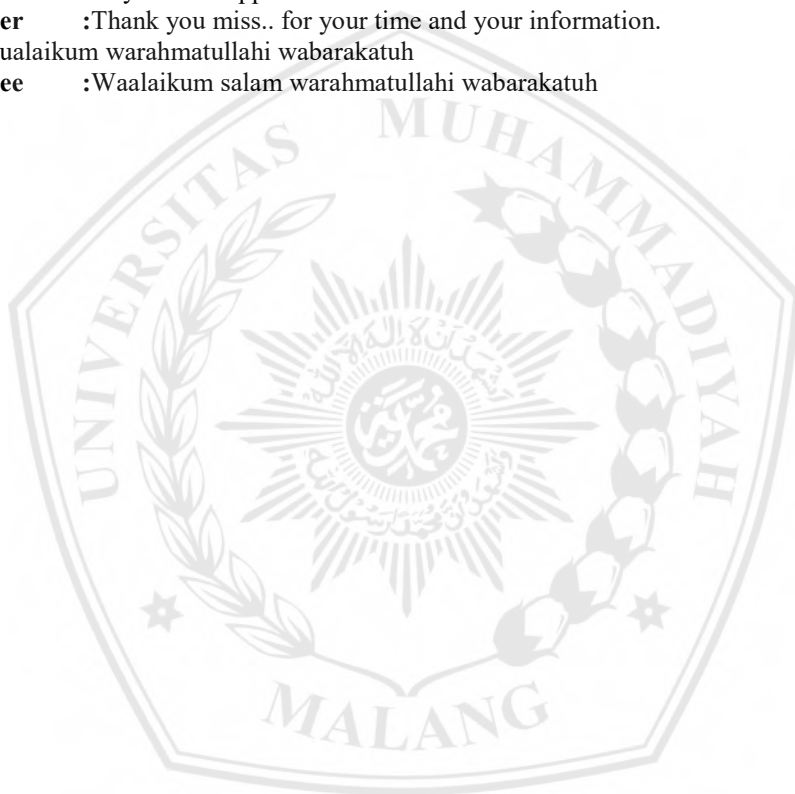 er :Thank you miss.. for your time and your information.
ualaikum warahmatullahi wabarakatuh
ee :Waalaikum salam warahmatullahi wabarakatuh
UNIVERSITAS MUHAMMADIYAH
MALANG